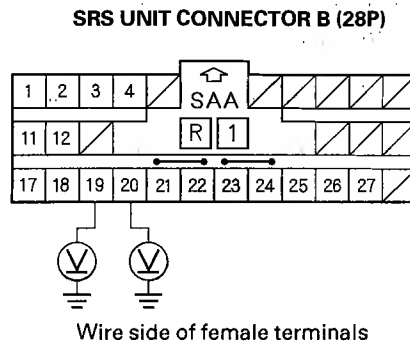 SRS UNIT CONNECTOR B (28P)
1 2 3 4
SAA
11 12 R 1
17 18 19 20 21 22 23 24 25 26 27
V V
Wire side of female terminals